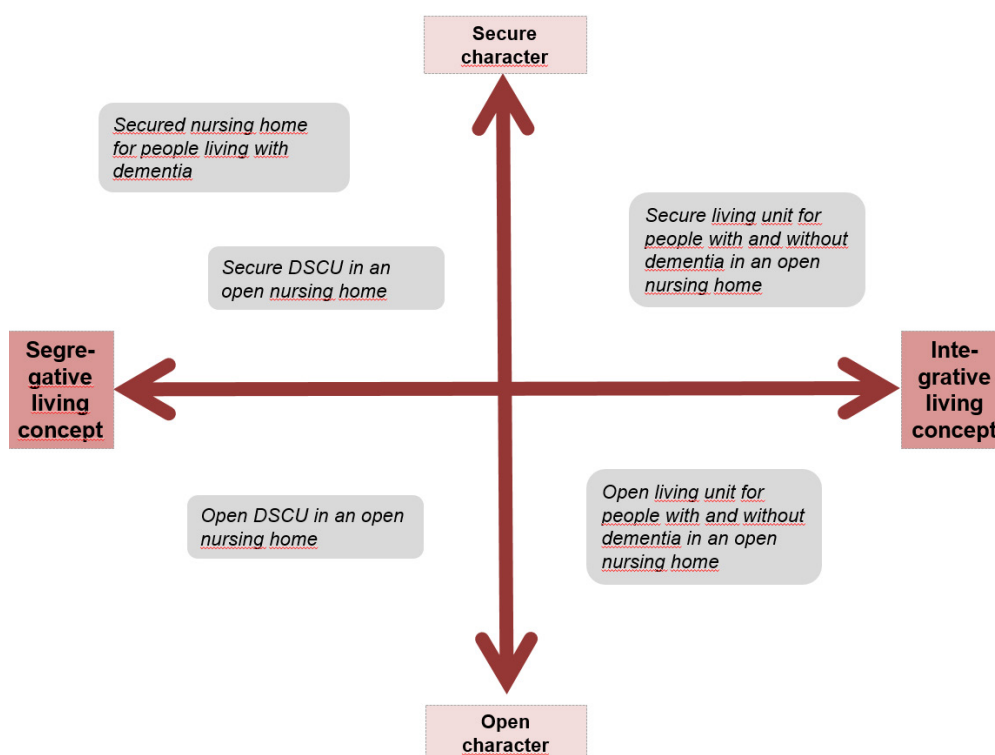 Secure
character
Secured nursing home
for people living with
dementia
Secure living unit for
people with and without
dementia in an open
nursing home
Secure DSCU in an
open nursing home
Segre-
gative
living
concept
Inte-
grative
living
concept
Open DSCU in an open
nursing home
Open living unit for
people with and without
dementia in an open
nursing home
Open
character